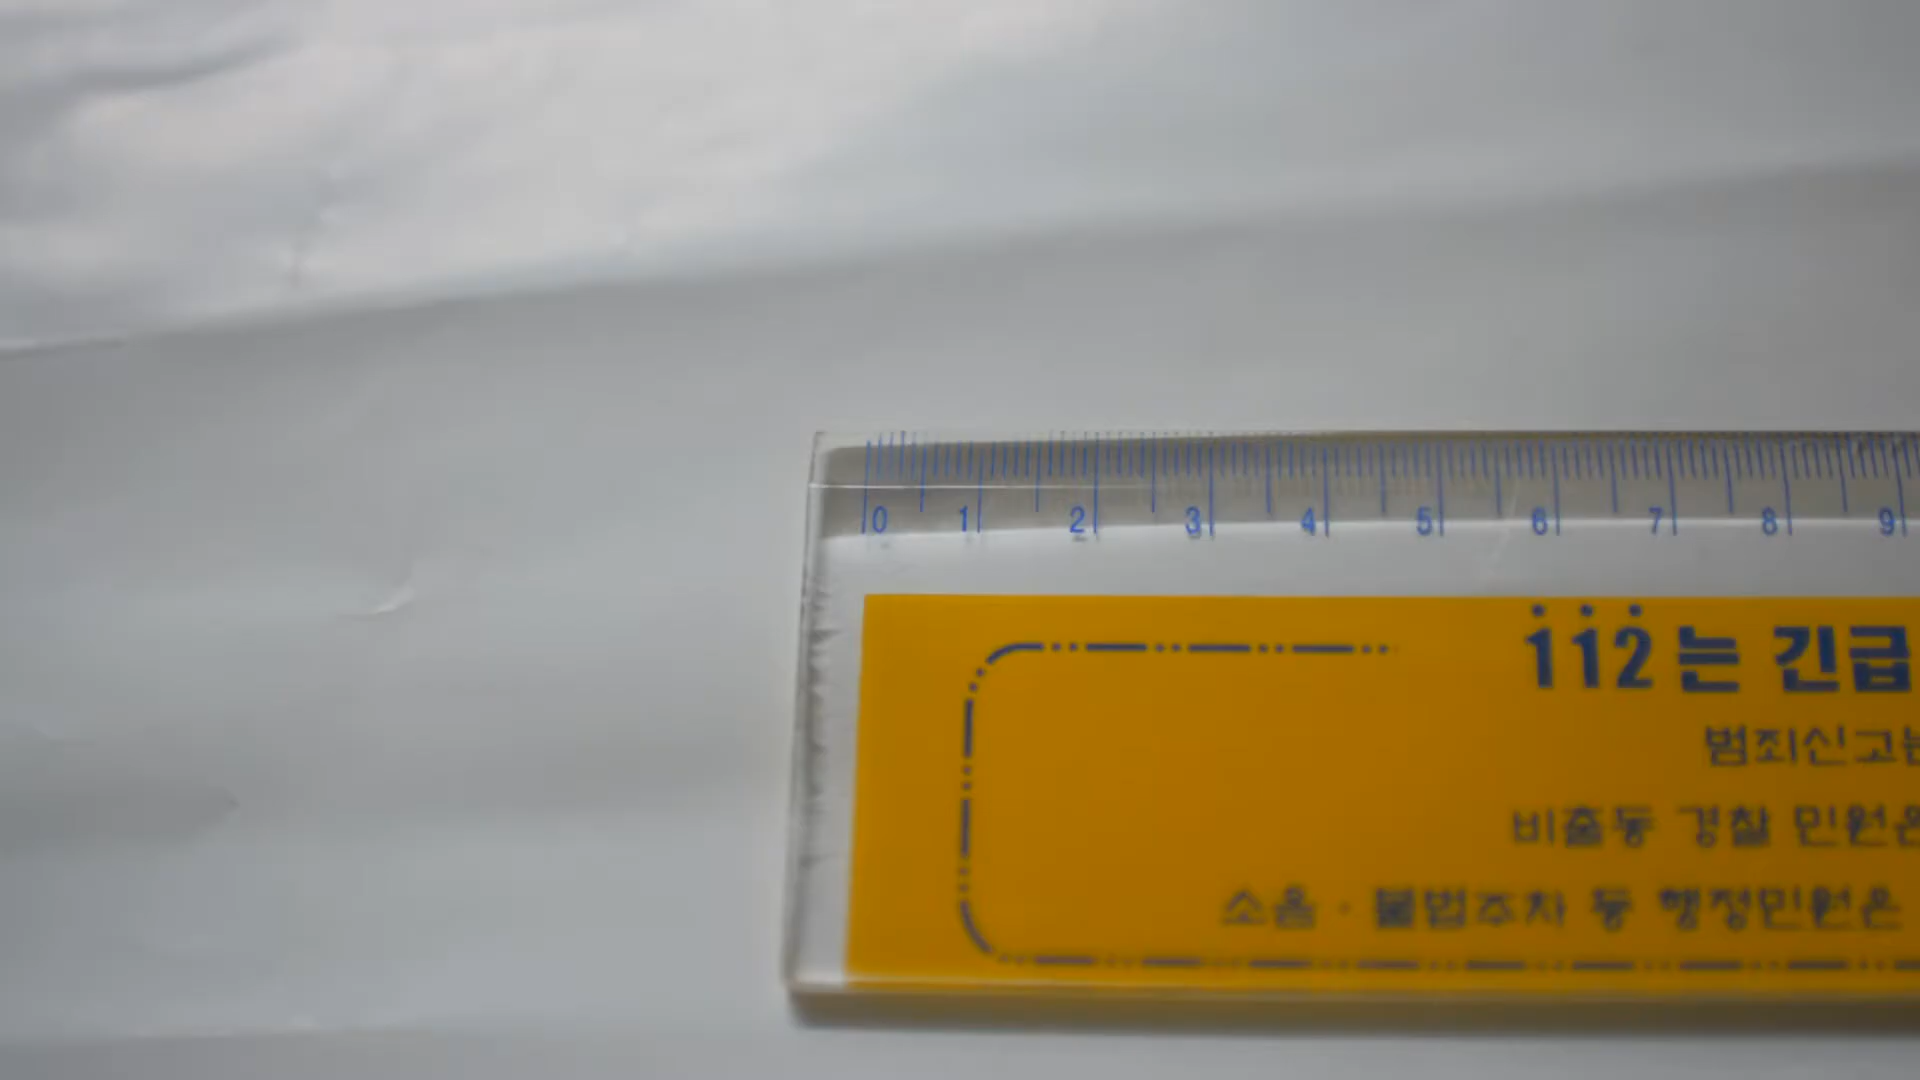 0 1 2 3 4 5 6 7 8 9
112는 긴급
범죄신고는
비출동 경찰 민원은
소음 · 불법주차 등 행정민원은